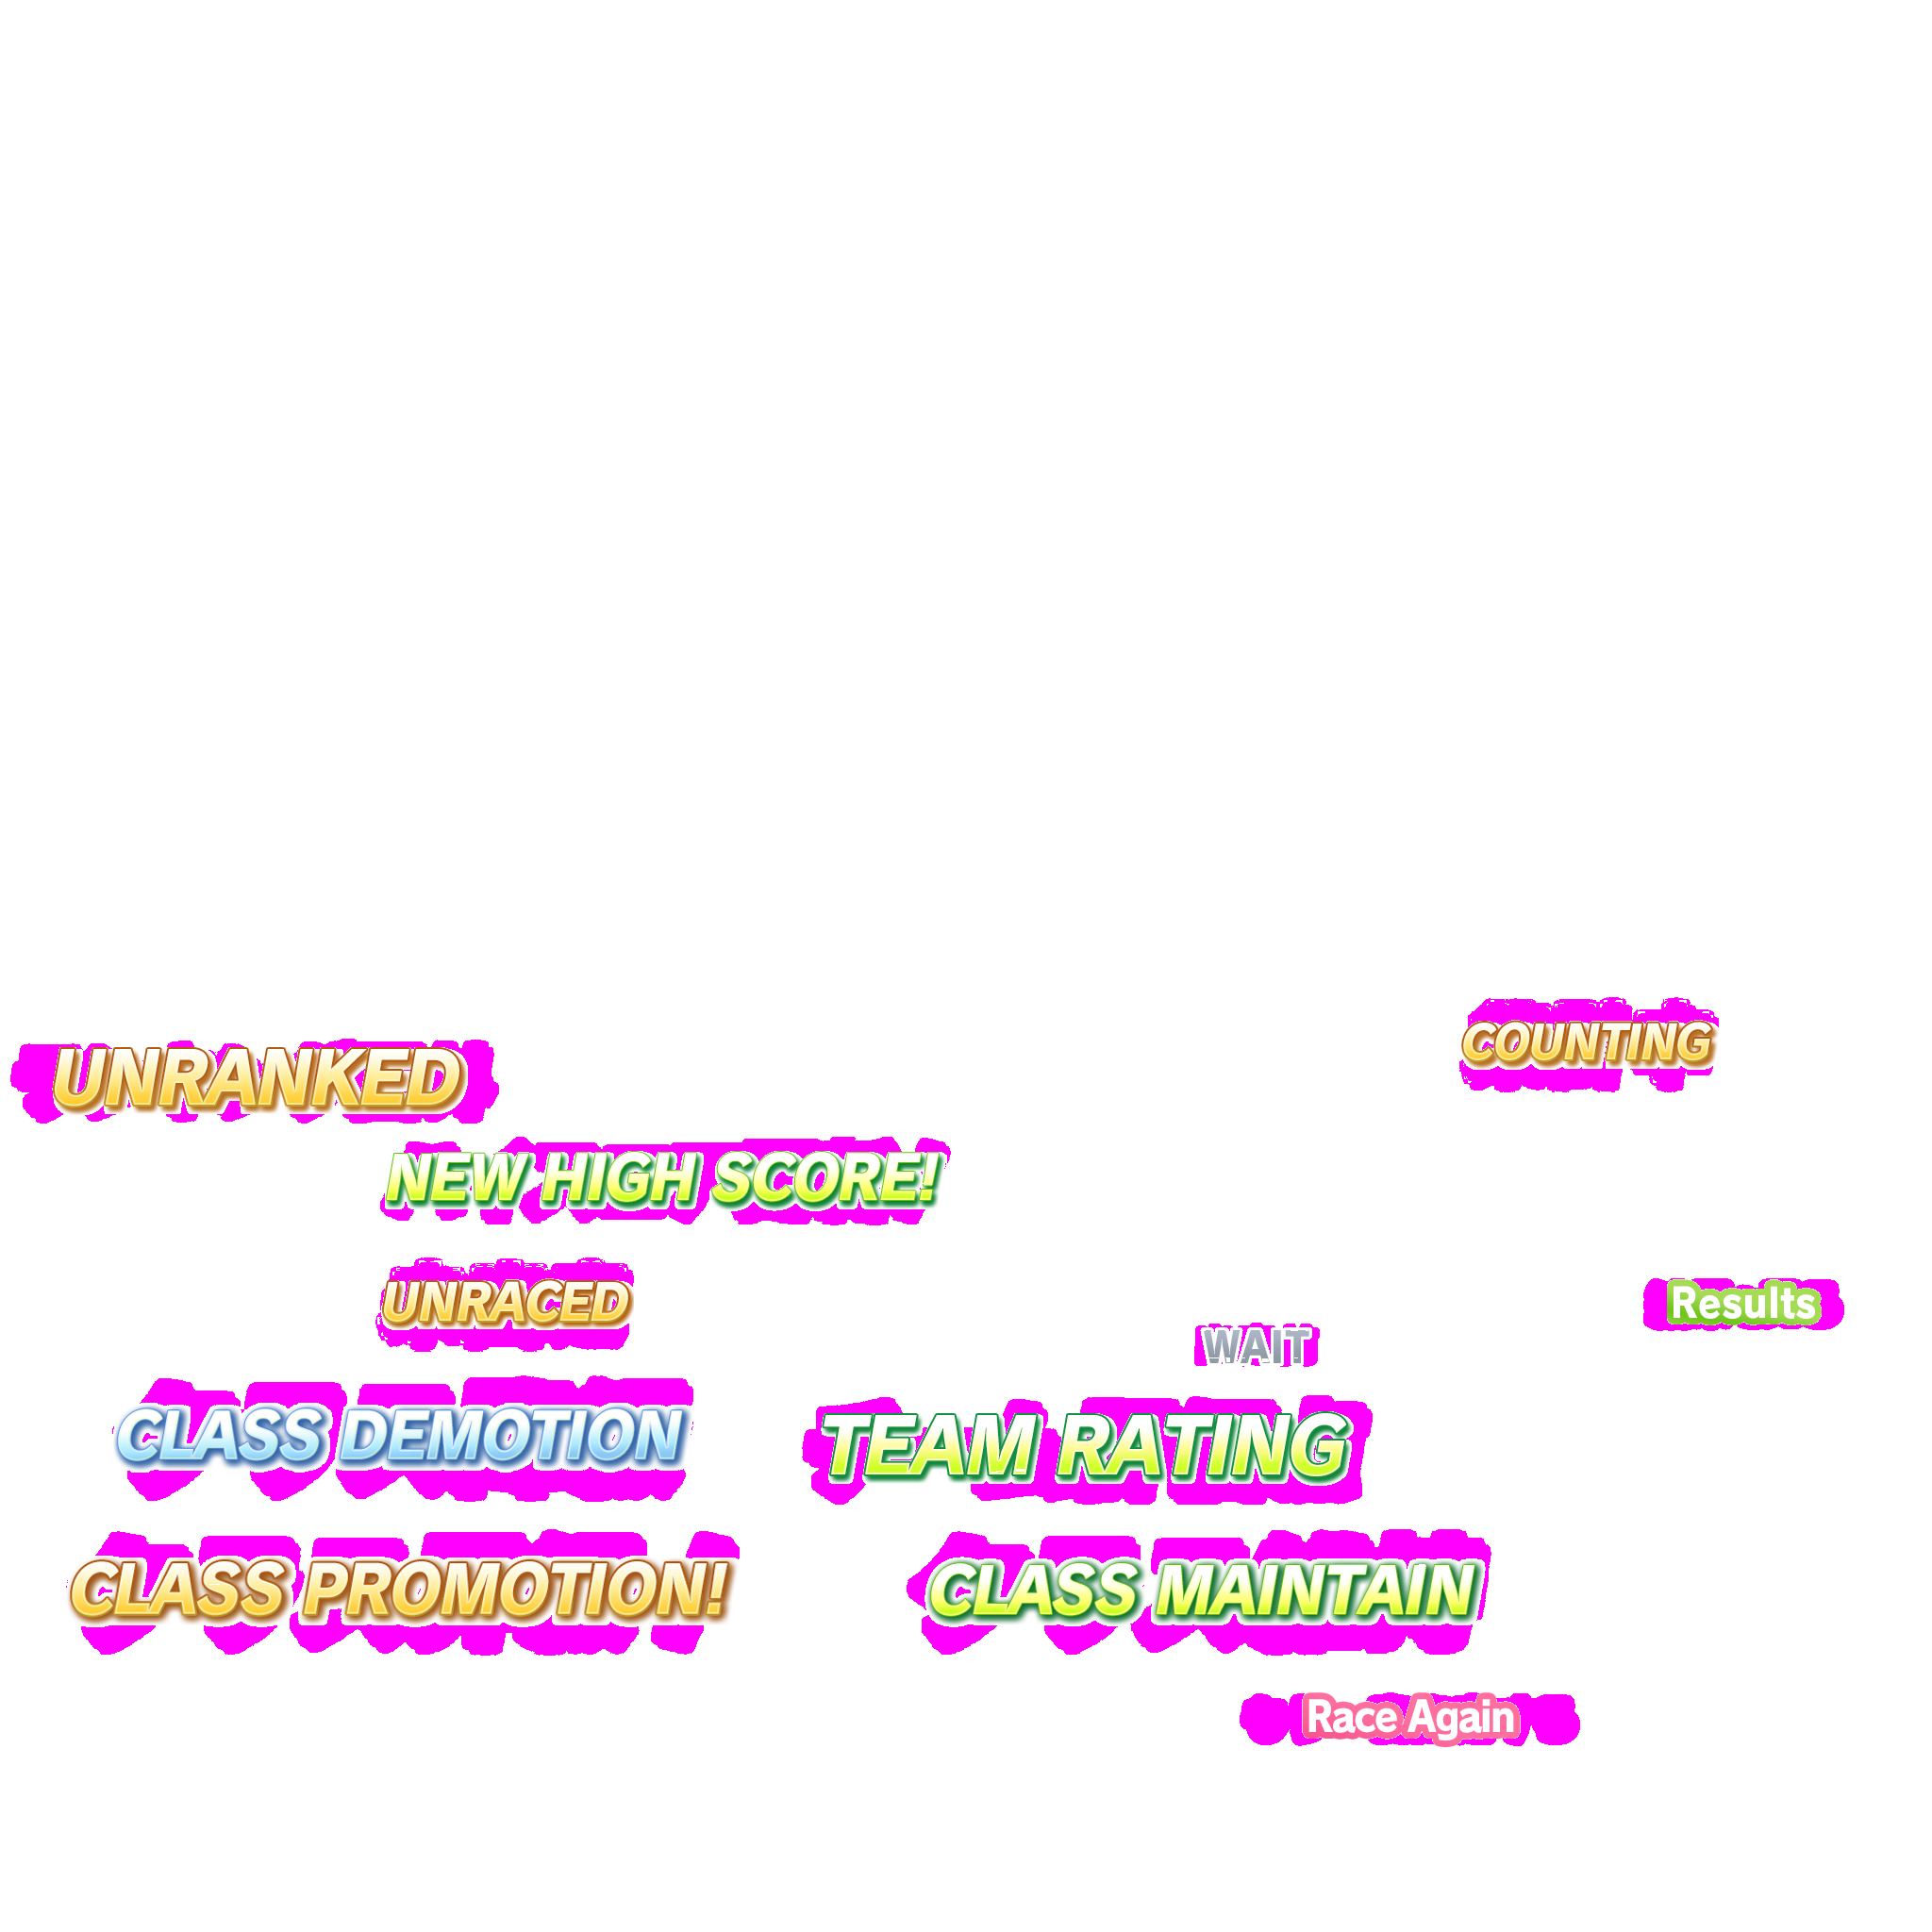 COUNTING
UNRANKED
NEW HIGH SCORE!
UNRACED
Results
WAIT
CLASS DEMOTION
TEAM RATING
CLASS PROMOTION!
CLASS MAINTAIN
Race Again